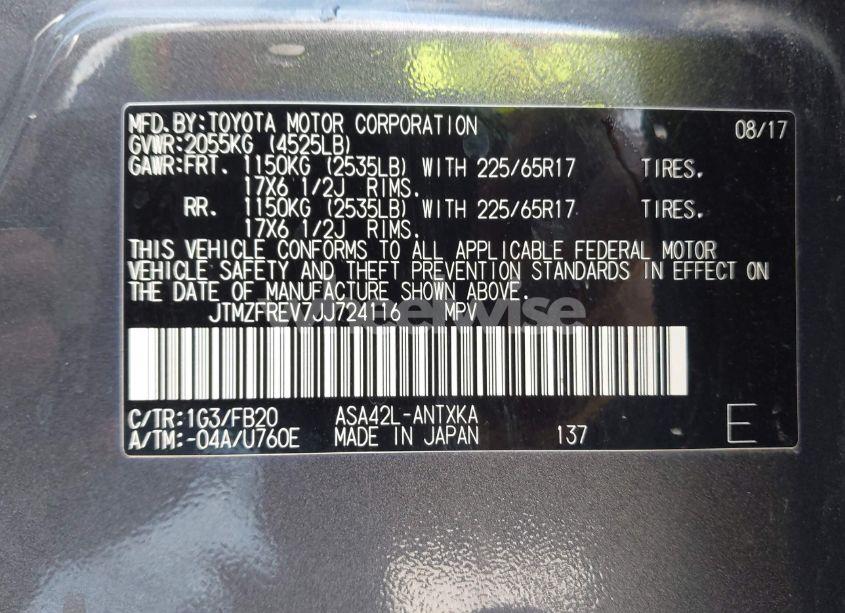 MFD.BY:TOYOTA MOTOR CORPORATION 08/17
GVWR:2055KG (4525LB)
GAWR:FRT. 1150KG (2535LB) WITH 225/65R17 TIRES.
17X6 1/2J RIMS.
RR. 1150KG (2535LB) WITH 225/65R17 TIRES.
17X6 1/2J RIMS.
THIS VEHICLE CONFORMS TO ALL APPLICABLE FEDERAL MOTOR
VEHICLE SAFETY AND THEFT PREVENTION STANDARDS IN EFFECT ON
THE DATE OF MANUFACTURE SHOWN ABOVE.
JTMZFREV7JJ724116 MPV
wheelwise
C/TR:1G3/FB20 ASA42L-ANTXKA
A/TM:-04A/U760E MADE IN JAPAN 137 E